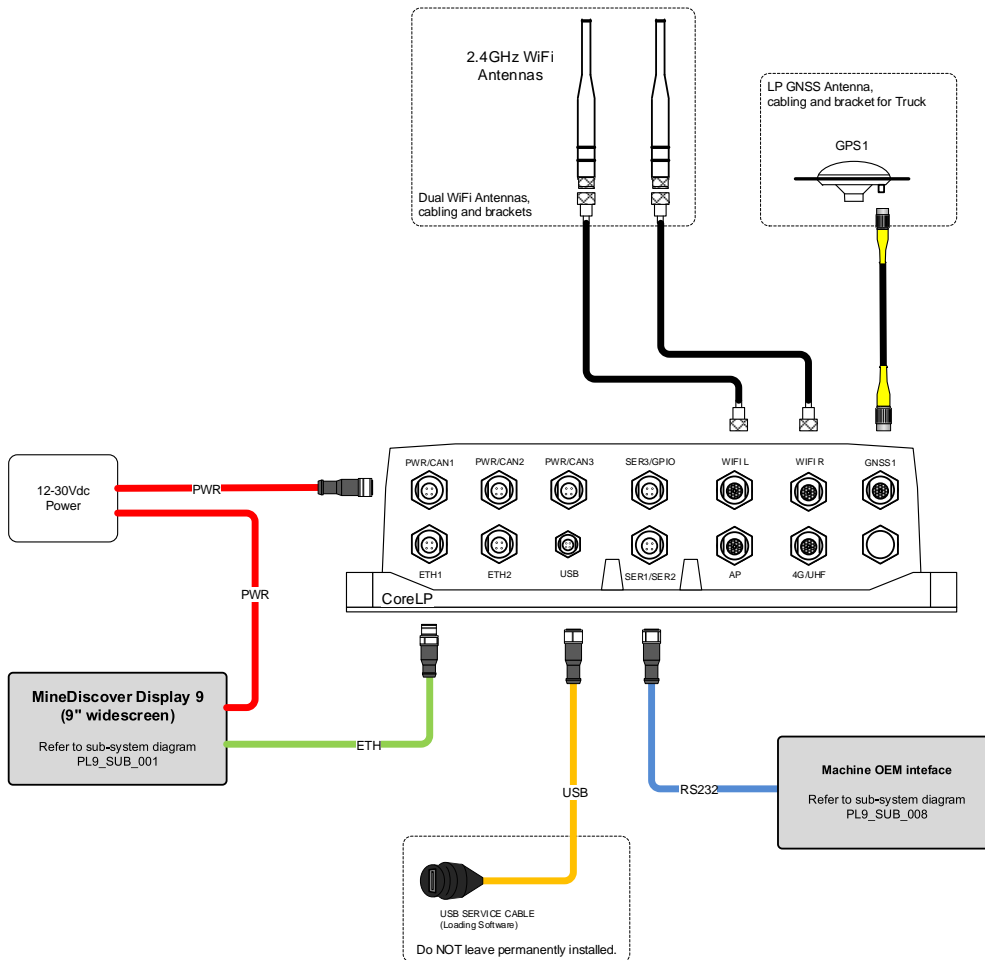 2.4GHz WiFi
Antennas
Dual WiFi Antennas,
cabling and brackets
LP GNSS Antenna,
cabling and bracket for Truck
GPS1
12-30Vdc
Power
PWR
PWR
PWR/CAN1
PWR/CAN2
PWR/CAN3
SER3/GPIO
WIFI L
WIFI R
GNSS1
ETH1
ETH2
USB
SER1/SER2
AP
4G/UHF
CoreLP
MineDiscover Display 9
(9" widescreen)
Refer to sub-system diagram
PL9_SUB_001
ETH
USB
RS232
Machine OEM inteface
Refer to sub-system diagram
PL9_SUB_008
USB SERVICE CABLE
(Loading Software)
Do NOT leave permanently installed.